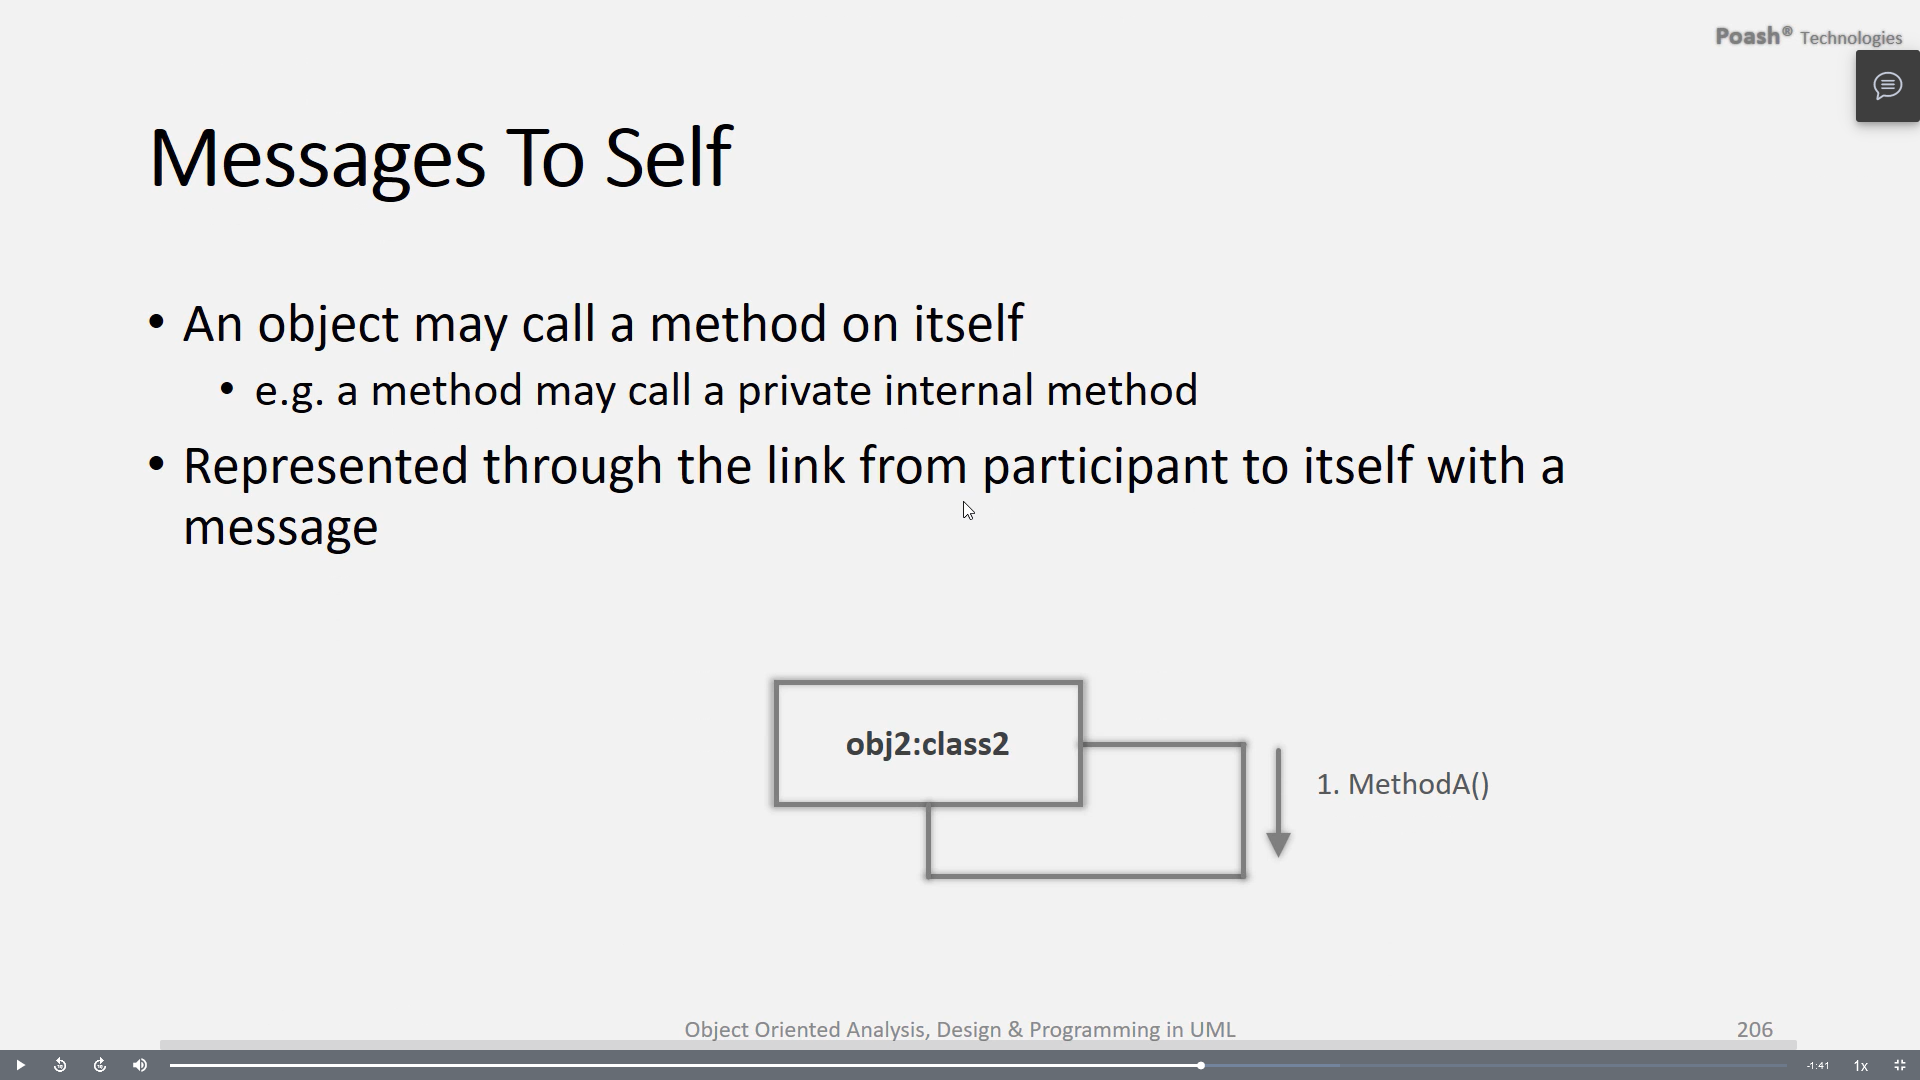 Poash® Technologies
Messages To Self
• An object may call a method on itself
• e.g. a method may call a private internal method
• Represented through the link from participant to itself with a
message
obj2:class2
1. MethodA()
Object Oriented Analysis, Design & Programming in UML
206
-1:41
1x